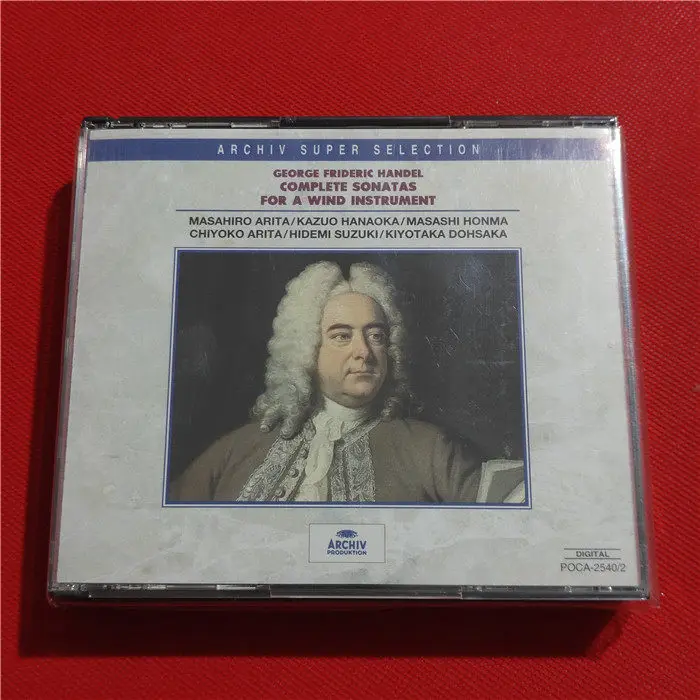 ARCHIV SUPER SELECTION
GEORGE FRIDERIC HANDEL
COMPLETE SONATAS
FOR A WIND INSTRUMENT
MASAHIRO ARITA/KAZUO HANAOKA/MASASHI HONMA
CHIYOKO ARITA/HIDEMI SUZUKI/KIYOTAKA DOHSAKA
ARCHIV
PRODUKTION
DIGITAL
POCA-2540/2